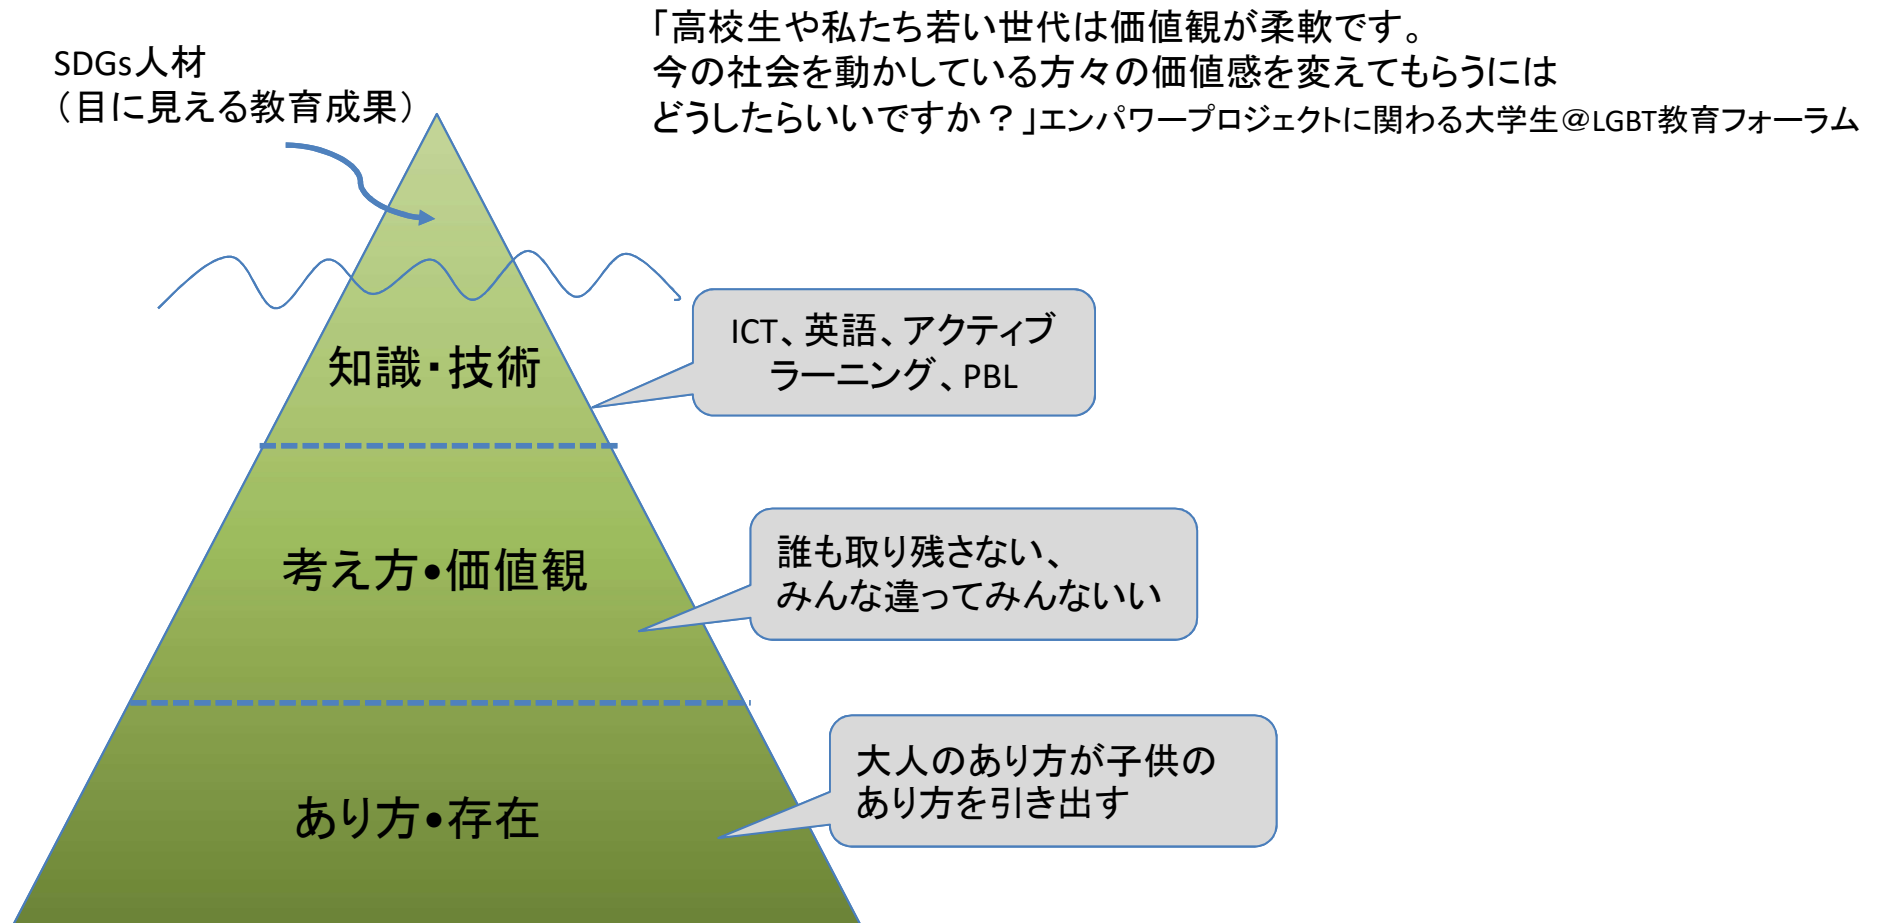 「高校生や私たち若い世代は価値観が柔軟です。
今の社会を動かしている方々の価値感を変えてもらうには
どうしたらいいですか？」エンパワープロジェクトに関わる大学生＠LGBT教育フォーラム
SDGs人材
（目に見える教育成果）
知識・技術
ICT、英語、アクティブ
ラーニング、PBL
考え方•価値観
誰も取り残さない、
みんな違ってみんないい
あり方•存在
大人のあり方が子供の
あり方を引き出す